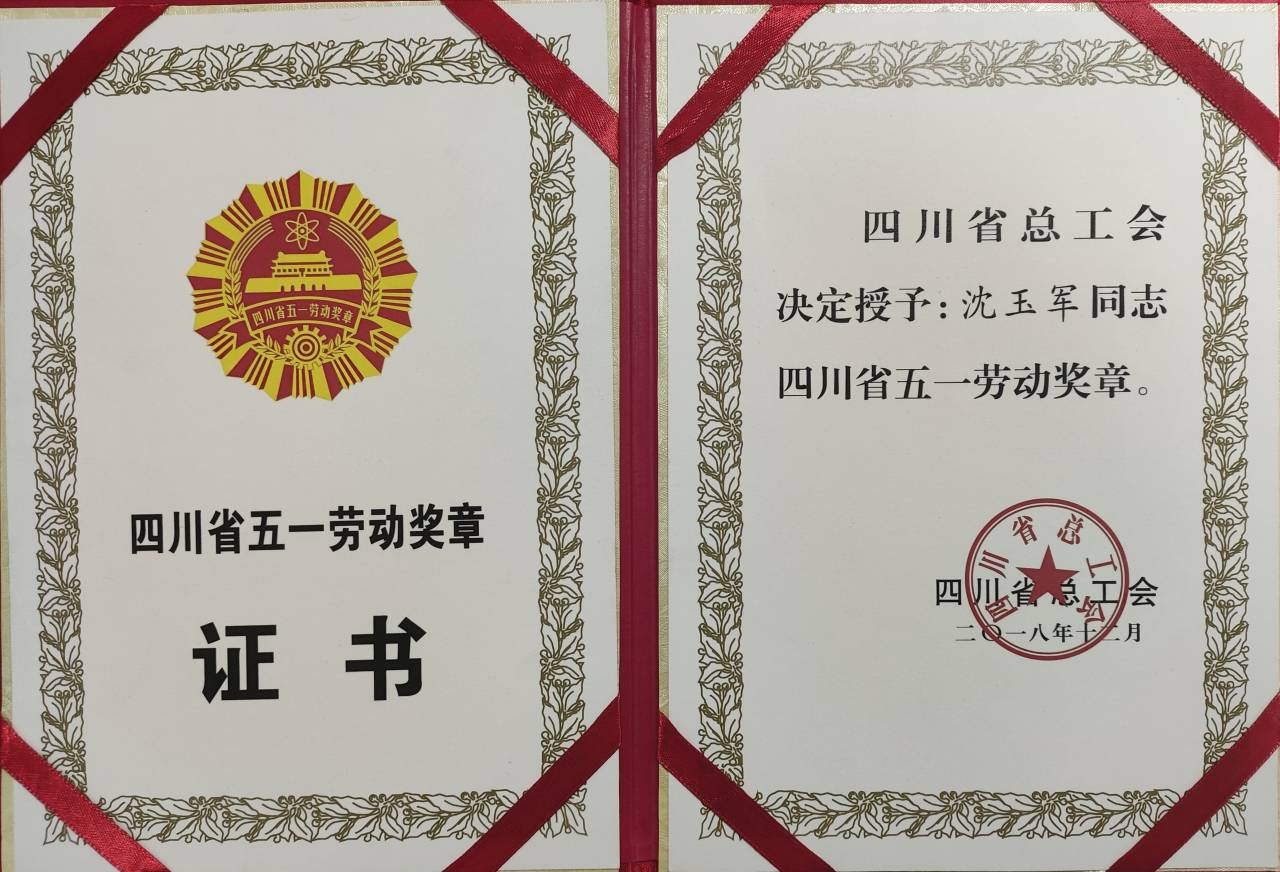 四川省五一劳动奖章
四川省五一劳动奖章
证书
四川省总工会
决定授予：沈玉军同志
四川省五一劳动奖章。
四川省总工会
四川省总工会
二〇一八年十二月